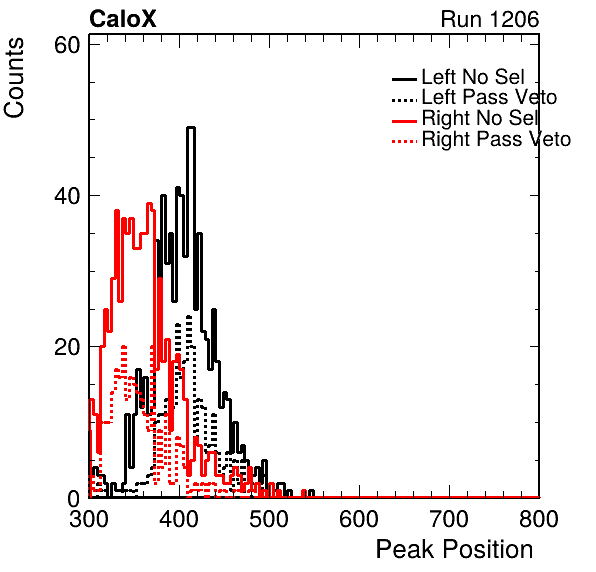 CaloX Run 1206
Counts
60
Left No Sel
Left Pass Veto
Right No Sel
Right Pass Veto
40
20
0
300 400 500 600 700 800
Peak Position